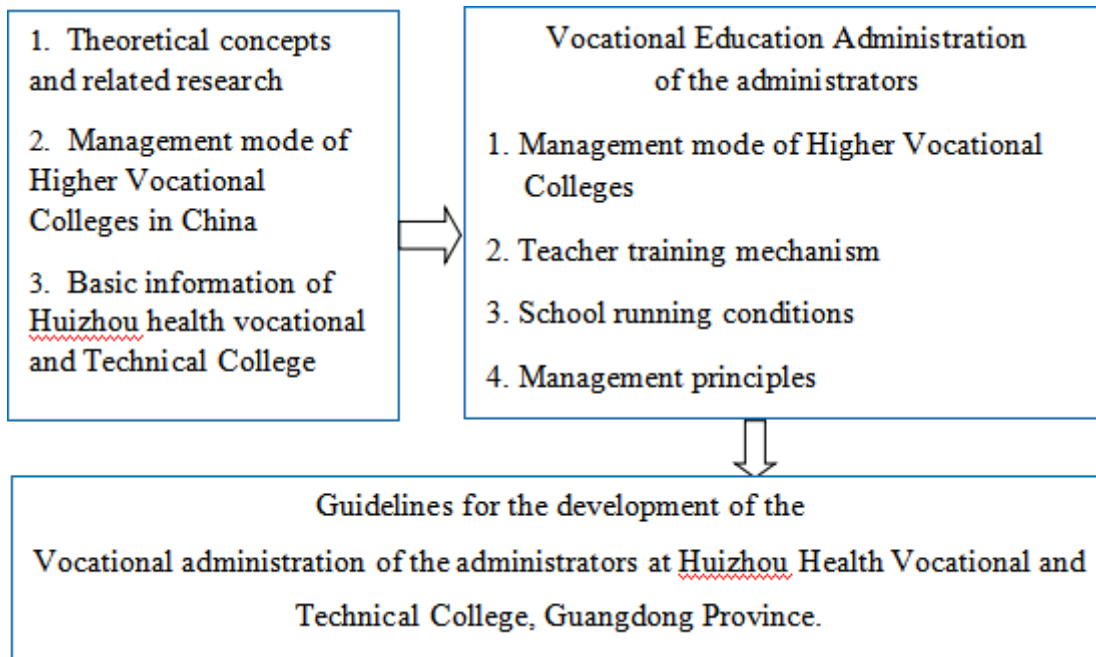 1. Theoretical concepts
and related research
2. Management mode of
Higher Vocational
Colleges in China
3. Basic information of
Huizhou health vocational
and Technical College
Vocational Education Administration
of the administrators
1. Management mode of Higher Vocational
Colleges
2. Teacher training mechanism
3. School running conditions
4. Management principles
Guidelines for the development of the
Vocational administration of the administrators at Huizhou Health Vocational and
Technical College, Guangdong Province.